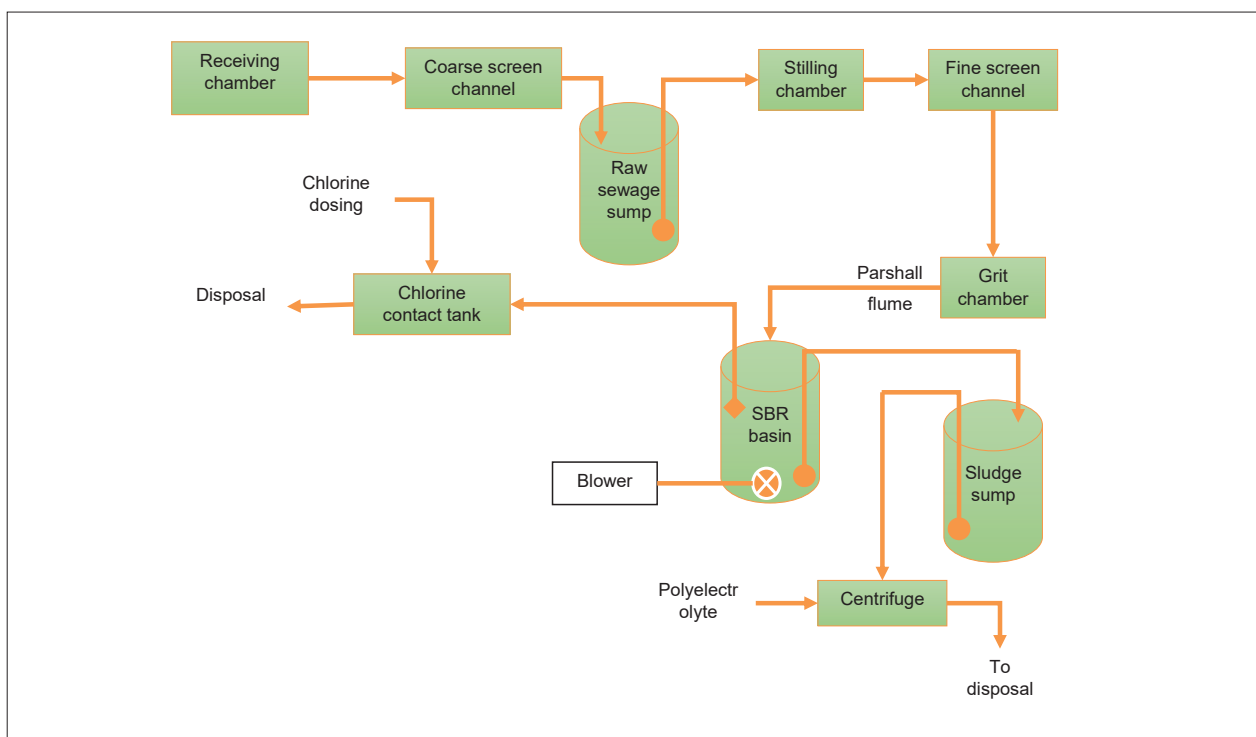 Receiving
chamber
Coarse screen
channel
Stilling
chamber
Fine screen
channel
Raw
sewage
sump
Chlorine
dosing
Parshall
flume
Grit
chamber
Disposal
Chlorine
contact tank
SBR
basin
Blower
Sludge
sump
Polyelectr
olyte
Centrifuge
To
disposal